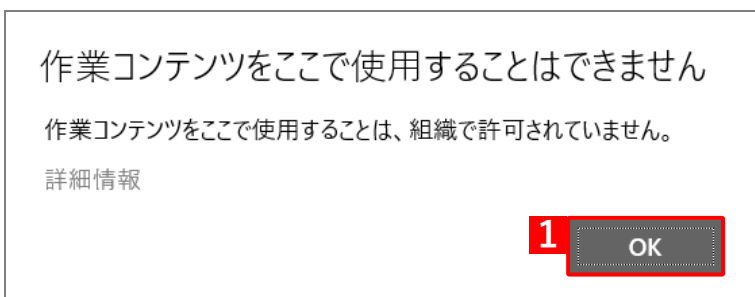 作業コンテンツをここで使用することはできません
作業コンテンツをここで使用することは、組織で許可されていません。
詳細情報
1 OK